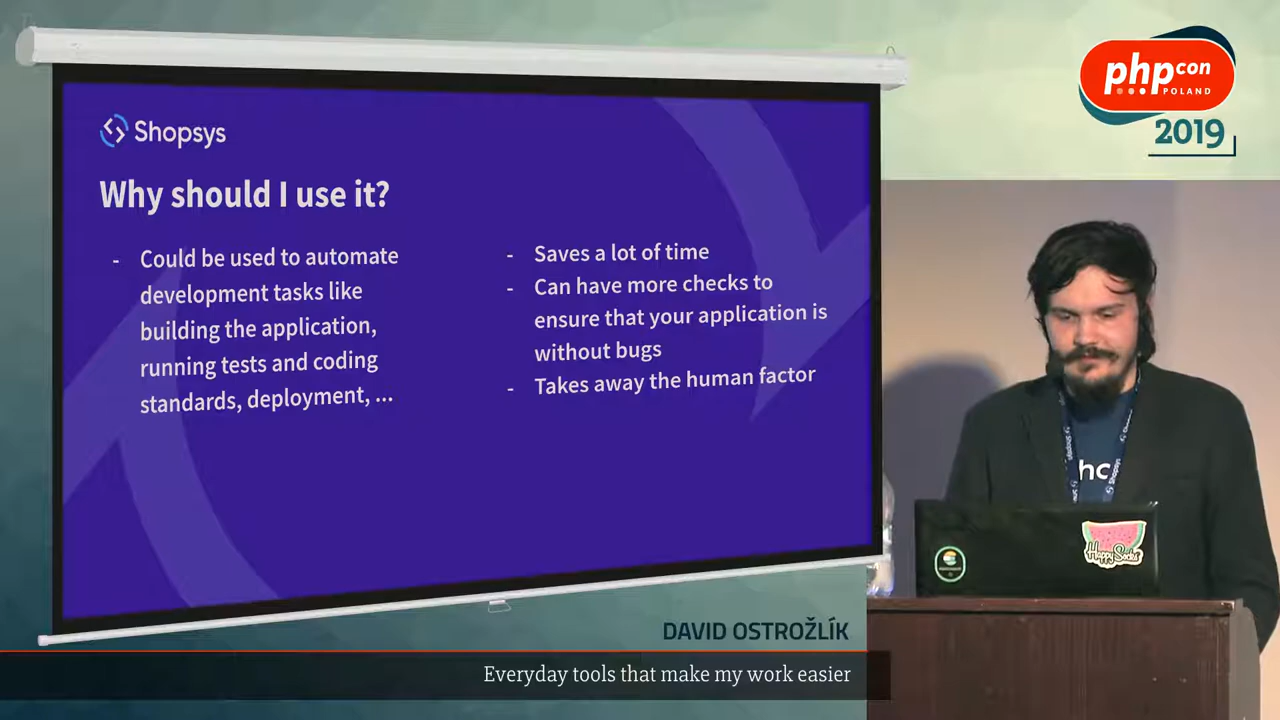 Shopsys
Why should I use it?
- Could be used to automate
development tasks like
building the application,
running tests and coding
standards, deployment, ...
- Saves a lot of time
- Can have more checks to
ensure that your application is
without bugs
- Takes away the human factor
php con
POLAND
2019
hc
Shopsys
Happy Socks
DAVID OSTROŽLÍK
Everyday tools that make my work easier